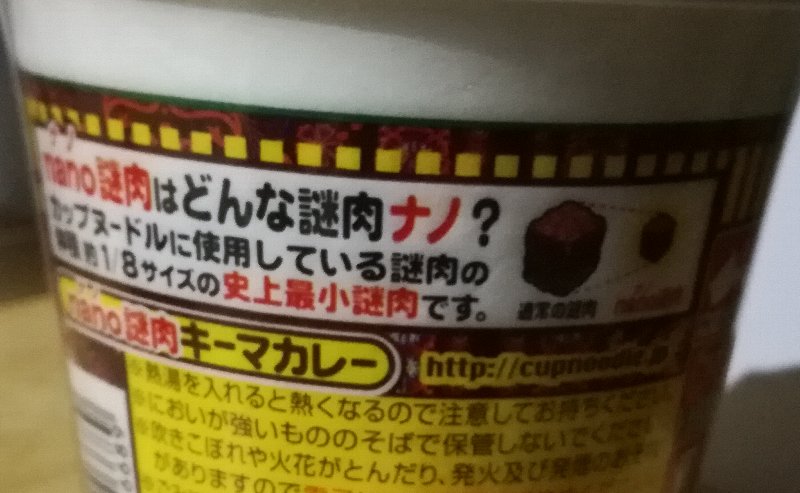 ナノ
nano謎肉はどんな謎肉ナノ?
カップヌードルに使用している謎肉の
約1/8サイズの史上最小謎肉です。
通常の謎肉
ナノ
nano謎肉キーマカレー
http://cupnoodle.jp
※熱湯を入れると熱くなるので注意してお持ちください。
※においが強いもののそばで保管しないでください
※吹きこぼれや火花がとんだり、発火及び発煙のおそれ
がありますので